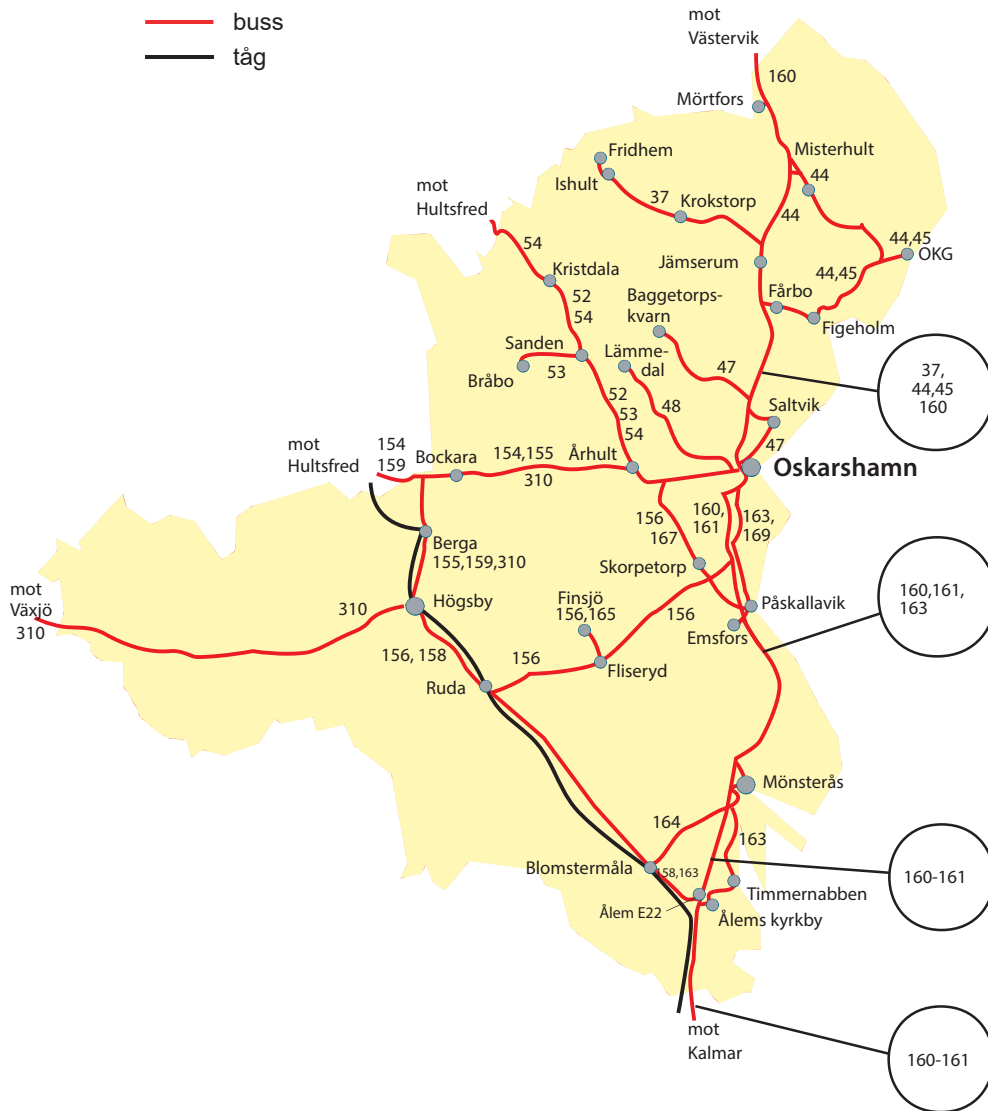 buss
tåg
mot
Västervik
160
Mörtfors
Misterhult
44
Fridhem
Ishult
37
Krokstorp
44
mot
Hultsfred
54
44,45
OKG
Jämserum
44,45
Kristdala
Baggetorps-
kvarn
Fårbo
Figeholm
52
54
Sanden
Bråbo
53
Lämme-
dal
47
37,
44,45
160
52
53
54
48
Saltvik
47
mot
Hultsfred
154
159
Bockara
154,155
310
Århult
Oskarshamn
156
167
160,
161
163,
169
Berga
155,159,310
Skorpetorp
mot
Växjö
310
310
Högsby
Finsjö
156,165
156
Påskallavik
Emsfors
160,161,
163
156, 158
156
Fliseryd
Ruda
Mönsterås
164
163
Blomstermåla
158,163
160-161
Timmernabben
Ålem E22
Ålems kyrkby
mot
Kalmar
160-161